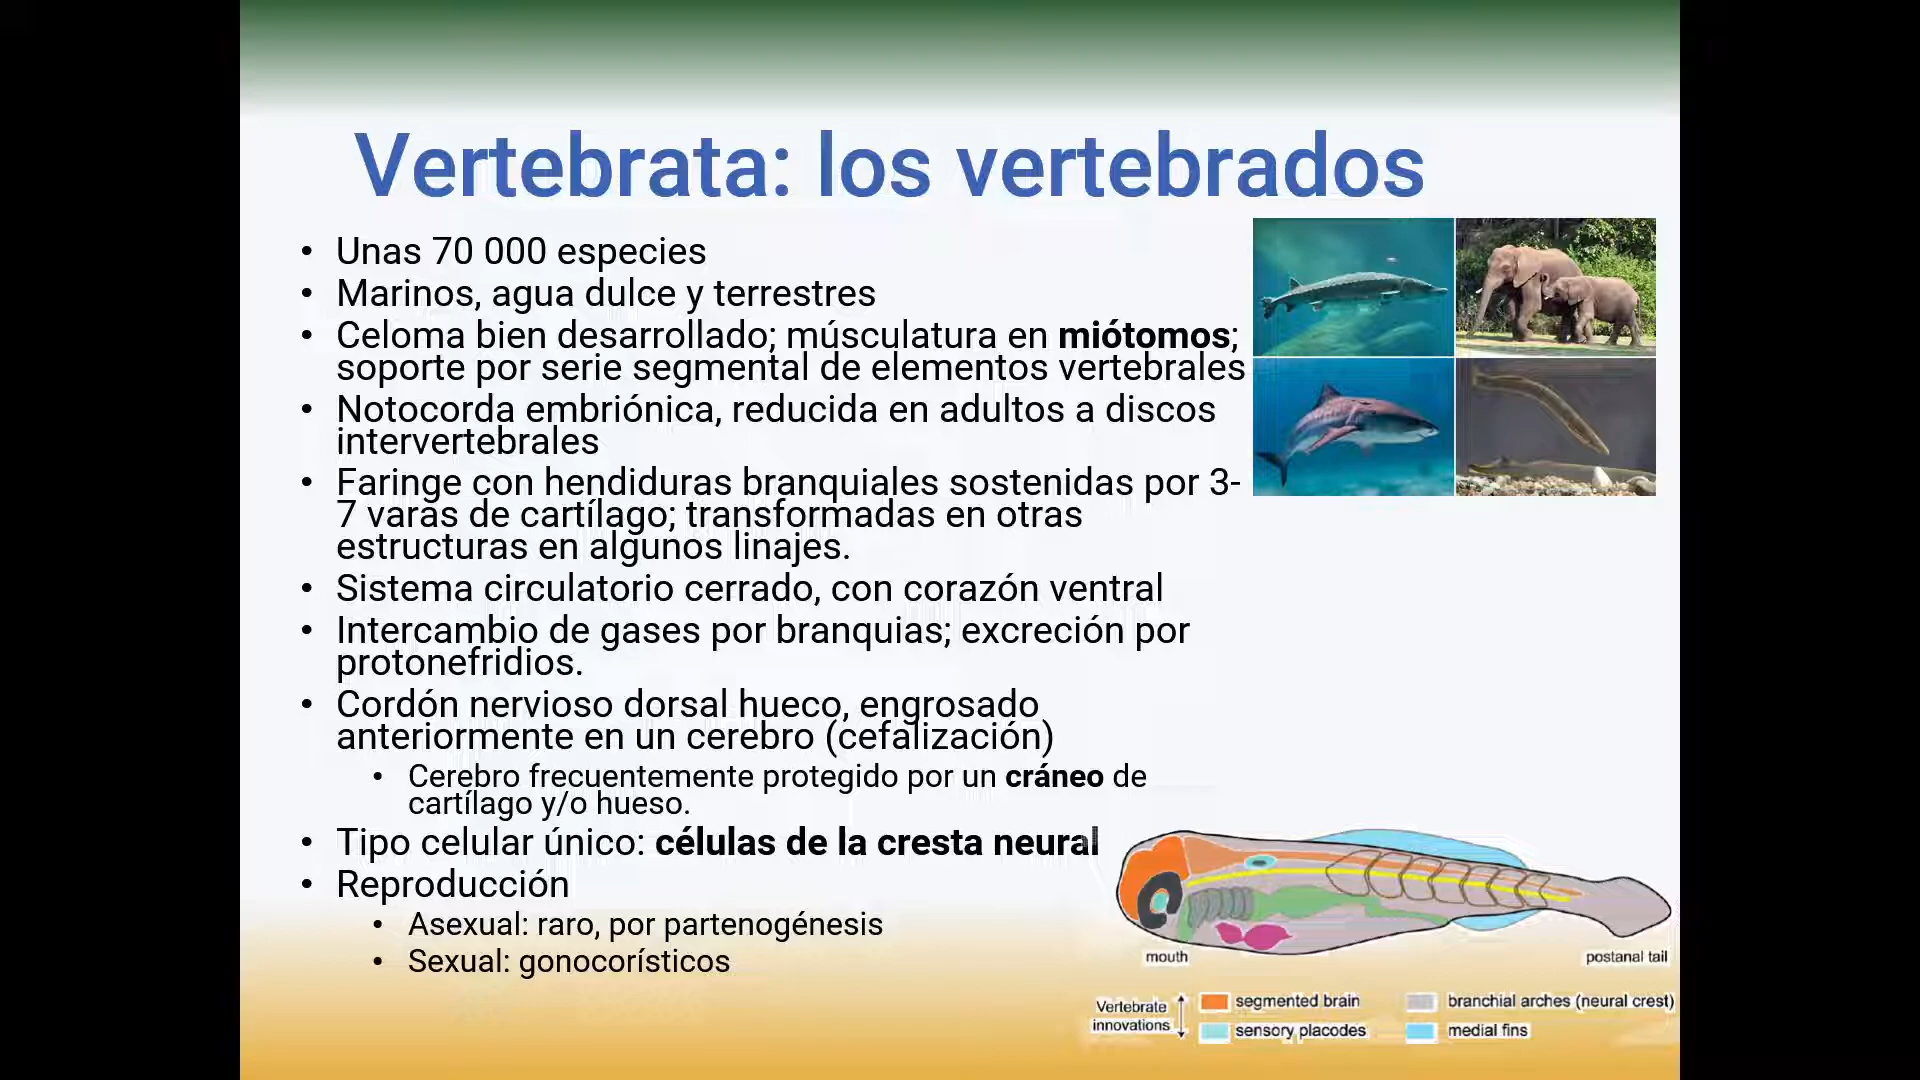 Vertebrata: los vertebrados
• Unas 70 000 especies
• Marinos, agua dulce y terrestres
• Celoma bien desarrollado; músculatura en miótomos;
soporte por serie segmental de elementos vertebrales
• Notocorda embriónica, reducida en adultos a discos
intervertebrales
• Faringe con hendiduras branquiales sostenidas por 3-
7 varas de cartílago; transformadas en otras
estructuras en algunos linajes.
• Sistema circulatorio cerrado, con corazón ventral
• Intercambio de gases por branquias; excreción por
protonefridios.
• Cordón nervioso dorsal hueco, engrosado
anteriormente en un cerebro (cefalización)
• Cerebro frecuentemente protegido por un cráneo de
cartílago y/o hueso.
• Tipo celular único: células de la cresta neural
• Reproducción
• Asexual: raro, por partenogénesis
• Sexual: gonocorísticos
mouth
postanal tail
Vertebrate
innovations
segmented brain
branchial arches (neural crest)
sensory placodes
medial fins